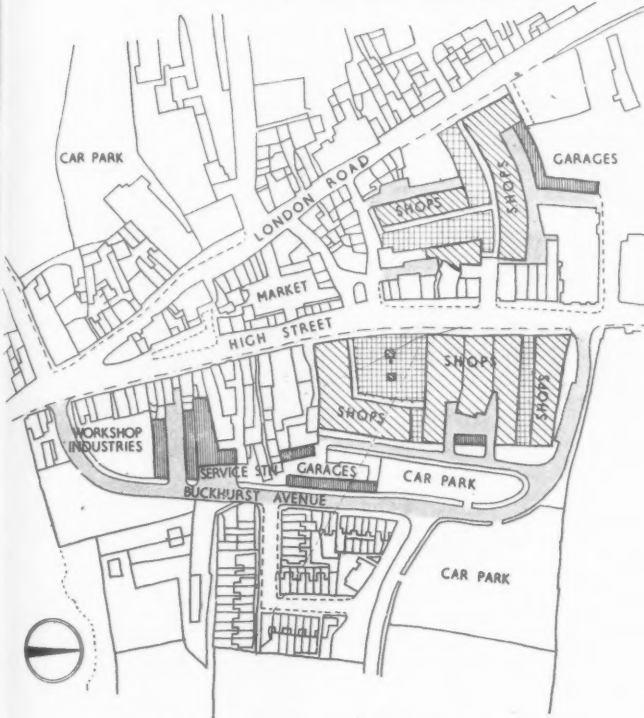 CAR PARK
LONDON ROAD
SHOPS
SHOPS
GARAGES
MARKET
HIGH STREET
SHOPS
SHOPS
SHOPS
WORKSHOP
INDUSTRIES
SERVICE STN.
GARAGES
CAR PARK
BUCKHURST AVENUE
CAR PARK